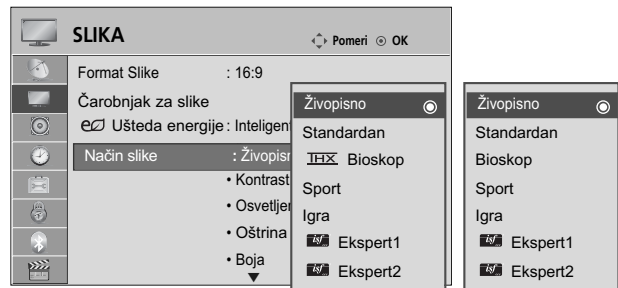 SLIKA
Pomeri OK
Format Slike : 16:9
Čarobnjak za slike
Ušteda energije : Inteligen
Način slike : Živopisn
• Kontrast
• Osvetljen
• Oštrina
• Boja
Živopisno
Standardan
THX Bioskop
Sport
Igra
isf Ekspert1
isf Ekspert2
Živopisno
Standardan
Bioskop
Sport
Igra
isf Ekspert1
isf Ekspert2